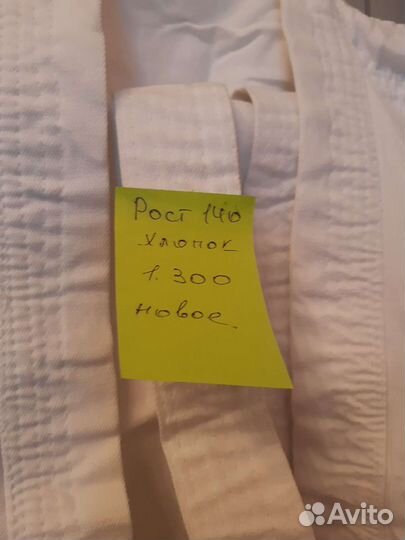 Рост 140
хлопок
1.300
новое.
Avito